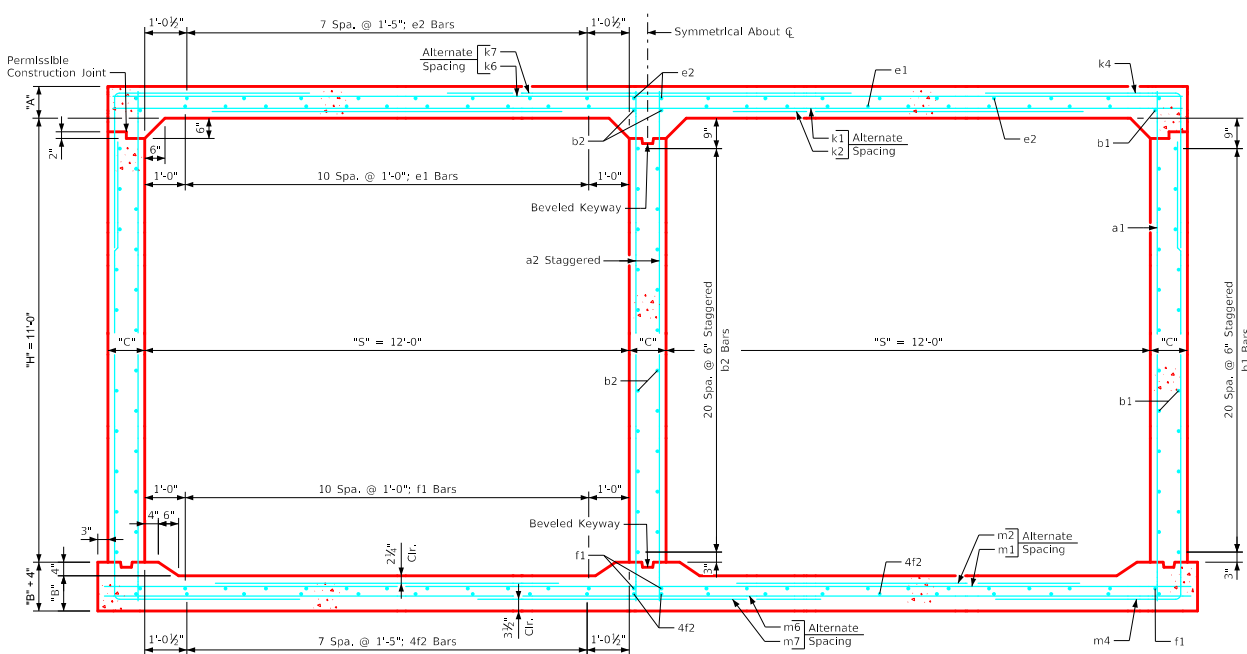 1'-0½"
7 Spa. @ 1'-5"; e2 Bars
1'-0½"
Symmetrical About ℄
Permissible
Construction Joint
Alternate
Spacing
k7
k6
e2
e1
k4
"A"
2"
6"
6"
b2
9"
k1
k2
Alternate
Spacing
e2
b1
9"
1'-0
10 Spa. @ 1'-0"; e1 Bars
1'-0"
Beveled Keyway
a2 Staggered
a1
"H" = 11'-0"
"C"
"S" = 12'-0"
"C"
"S" = 12'-0"
"C"
20 Spa. @ 6" Staggered
b2 Bars
20 Spa. @ 6" Staggered
b1 Bars
b2
b1
1'-0"
10 Spa. @ 1'-0"; f1 Bars
1'-0"
4"
6"
3"
Beveled Keyway
2¼"
Clr.
f1
m2
m1
Alternate
Spacing
4f2
3"
3"
"B" + 4"
"B"
4"
3½"
Clr.
4f2
m6
m7
Alternate
Spacing
m4
f1
1'-0½"
7 Spa. @ 1'-5"; 4f2 Bars
1'-0½"